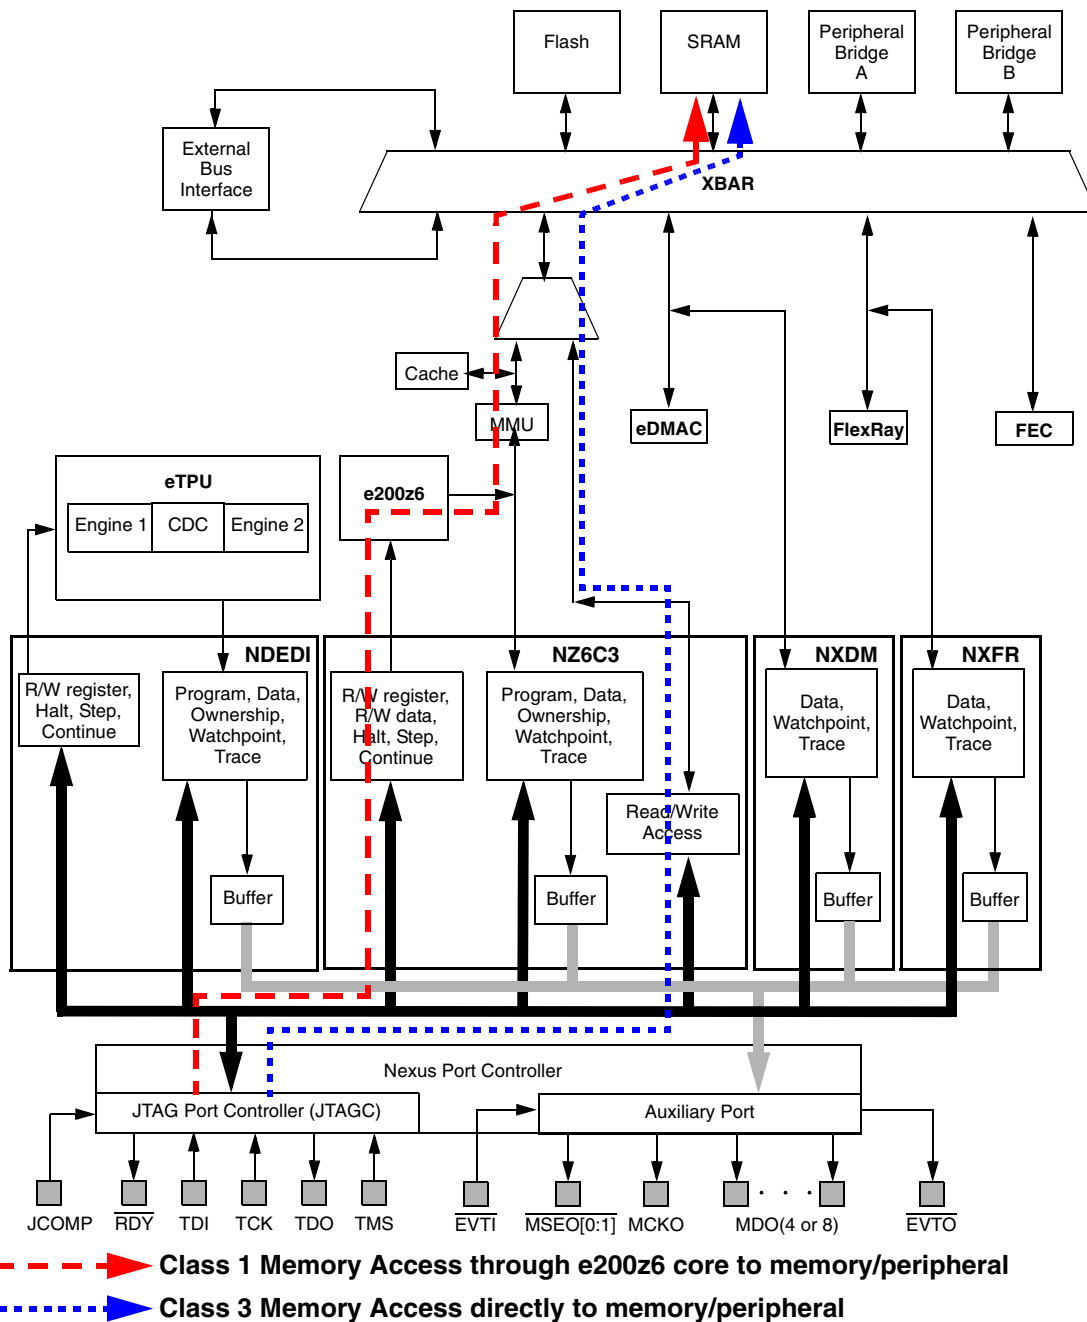 Flash
SRAM
Peripheral
Bridge
A
Peripheral
Bridge
B
External
Bus
Interface
XBAR
Cache
MMU
eDMAC
FlexRay
FEC
eTPU
Engine 1
CDC
Engine 2
e200z6
NDEDI
NZ6C3
NXDM
NXFR
R/W register,
Halt, Step,
Continue
Program, Data,
Ownership,
Watchpoint,
Trace
R/W register,
R/W data,
Halt, Step,
Continue
Program, Data,
Ownership,
Watchpoint,
Trace
Data,
Watchpoint,
Trace
Data,
Watchpoint,
Trace
Read/Write
Access
Buffer
Buffer
Buffer
Buffer
Nexus Port Controller
JTAG Port Controller (JTAGC)
Auxiliary Port
JCOMP
RDY
TDI
TCK
TDO
TMS
EVTI
MSEO[0:1]
MCKO
MDO(4 or 8)
EVTO
Class 1 Memory Access through e200z6 core to memory/peripheral
Class 3 Memory Access directly to memory/peripheral